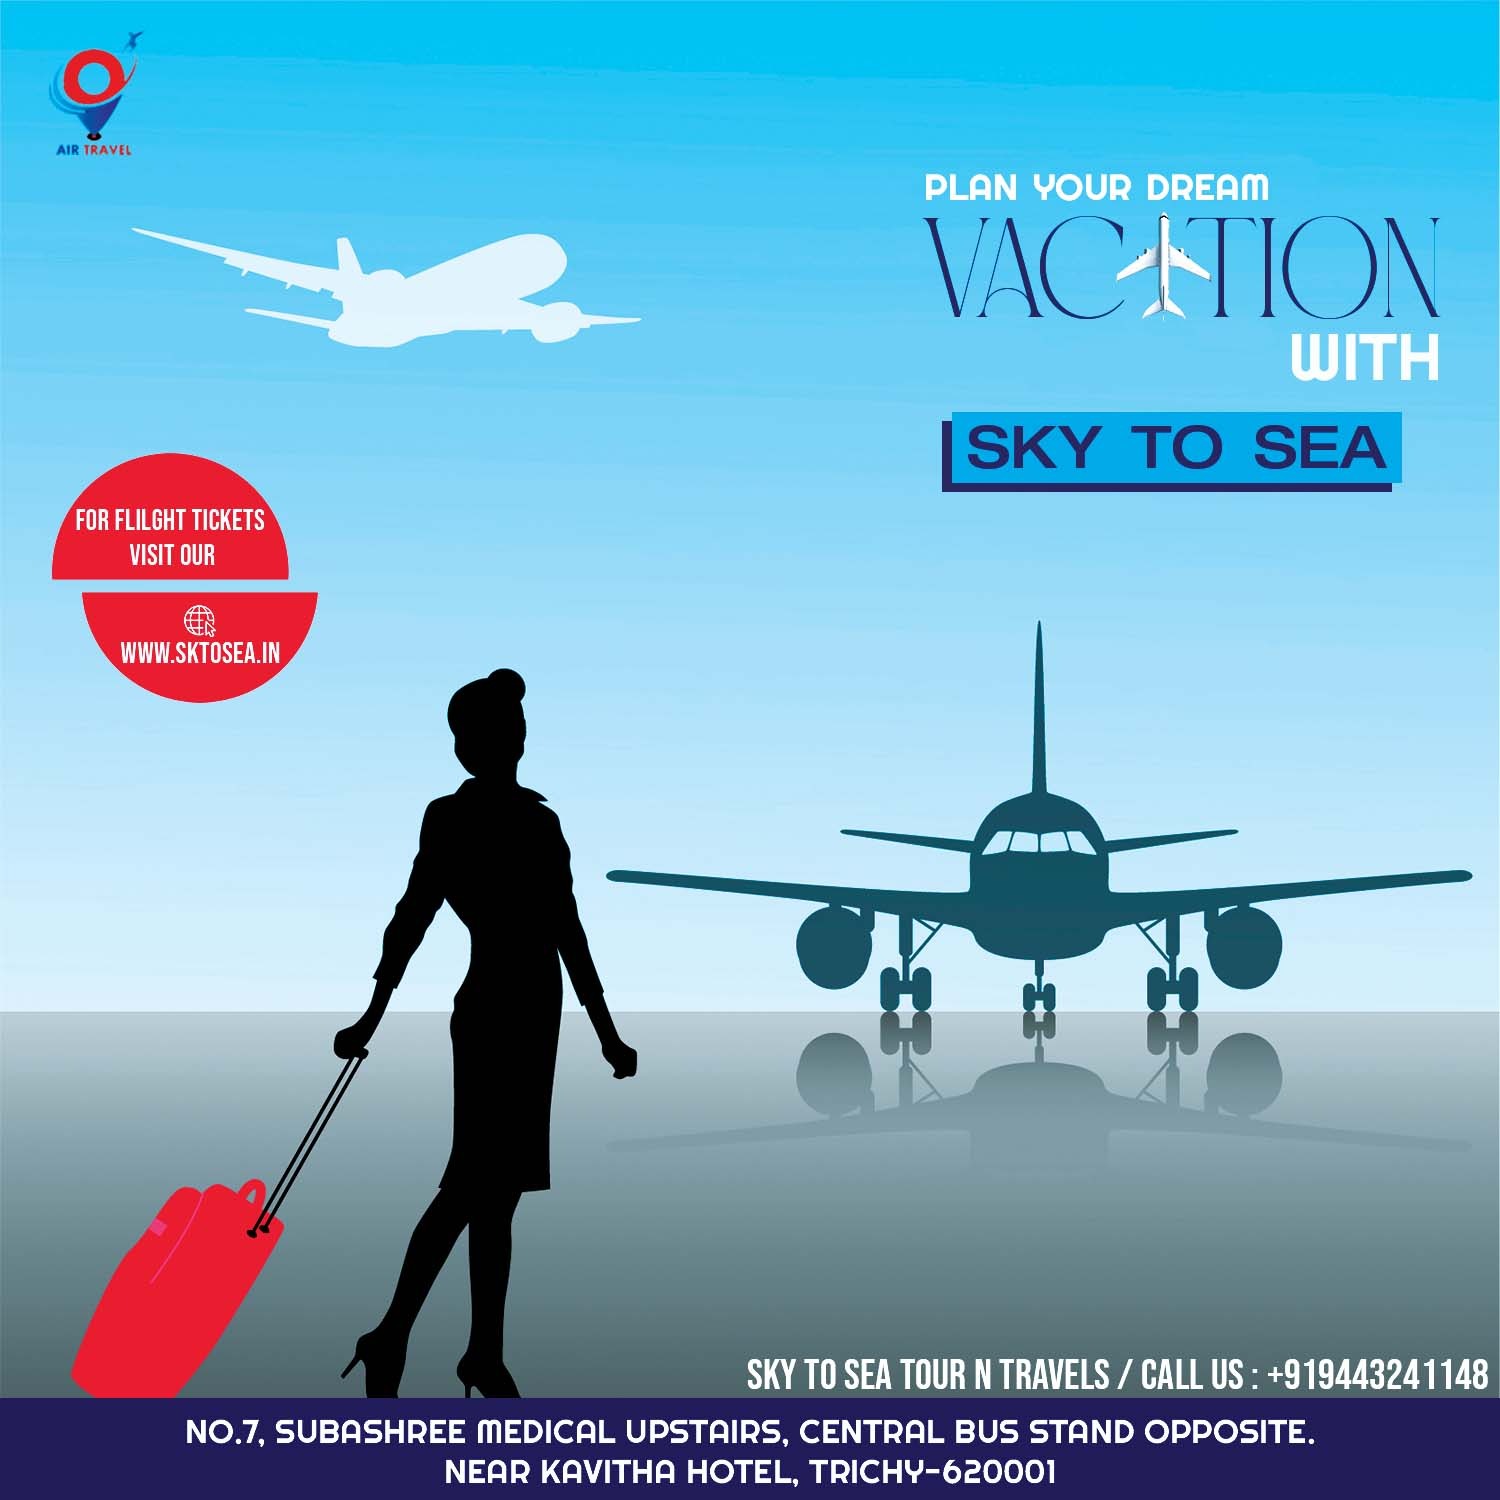 AIR TRAVEL
PLAN YOUR DREAM
VACATION
WITH
SKY TO SEA
FOR FLILGHT TICKETS
VISIT OUR
WWW.SKTOSEA.IN
SKY TO SEA TOUR N TRAVELS / CALL US : +919443241148
NO.7, SUBASHREE MEDICAL UPSTAIRS, CENTRAL BUS STAND OPPOSITE.
NEAR KAVITHA HOTEL, TRICHY-620001